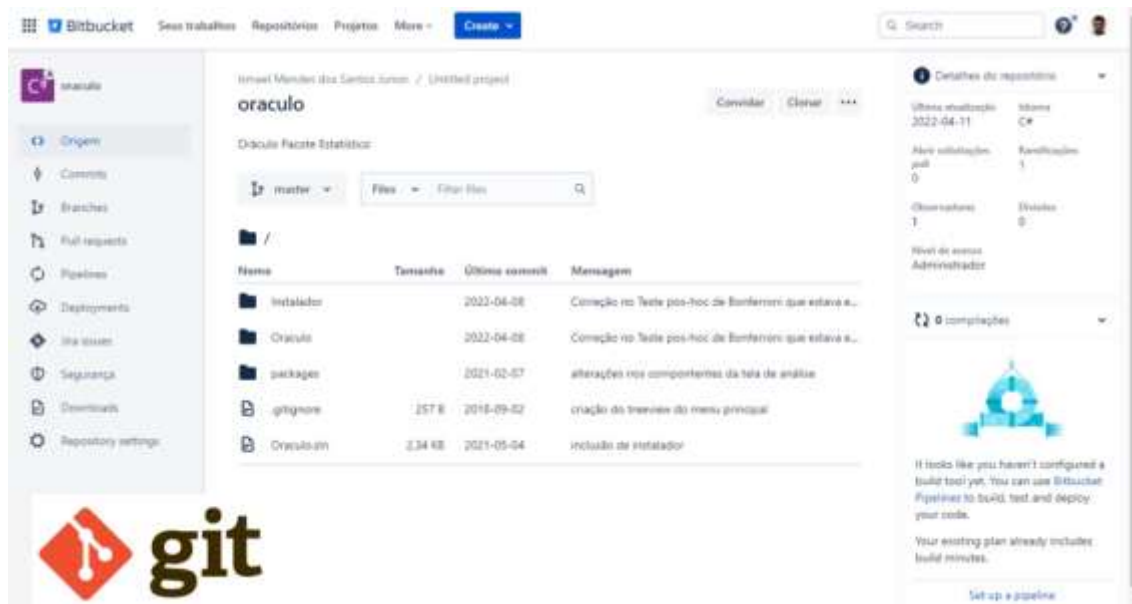 Bitbucket Seus trabalhos Repositórios Projetos More Create Search
oraculo
Ismael Mendes dos Santos Junior / Untitled project
oraculo
Convidar Clonar
Oráculo Pacote Estatístico
Origem
Commits
Branches
Pull requests
Pipelines
Deployments
Jira issues
Segurança
Downloads
Repository settings
master Files Filter files
/
Nome Tamanho Último commit Mensagem
Instalador 2022-04-08 Correção no Teste pos-hoc de Bonferroni que estava e...
Oraculo 2022-04-08 Correção no Teste pos-hoc de Bonferroni que estava e...
packages 2021-02-07 alterações nos componentes da tela de análise
.gitignore 257 B 2018-09-02 criação do treeview do menu principal
Oraculo.sln 2.34 KB 2021-05-04 inclusão de instalador
Detalhes do repositório
Última atualização Idioma
2022-04-11 C#
Abrir solicitações Ramificações
pull 1
0
Observadores Divisões
1 0
Nível de acesso
Administrador
0 compilações
It looks like you haven't configured a
build tool yet. You can use Bitbucket
Pipelines to build, test and deploy
your code.
Your existing plan already includes
build minutes.
Set up a pipeline
git